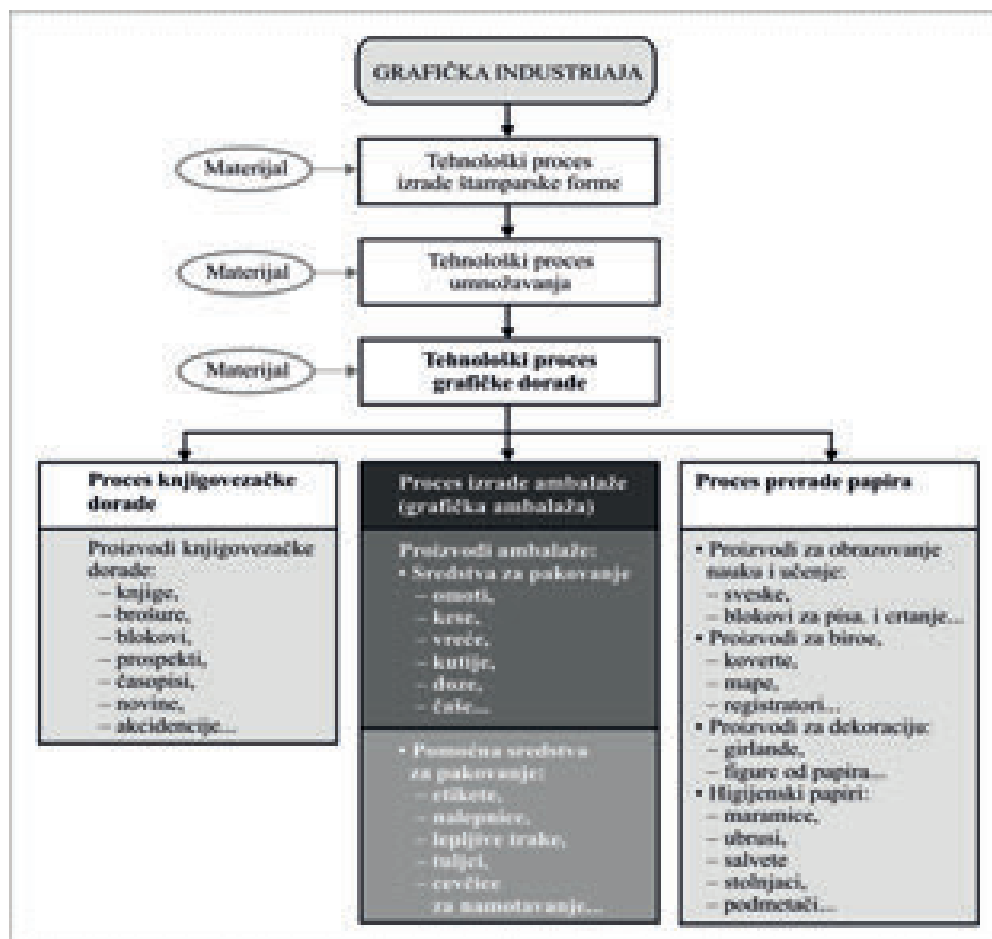 GRAFIČKA INDUSTRIAJA
Materijal
Tehnološki proces
izrade štamparske forme
Materijal
Tehnološki proces
umnožavanja
Materijal
Tehnološki proces
grafičke dorade
Proces knjigovezačke
dorade
Proizvodi knjigovezačke
dorade:
– knjige,
– brošure,
– blokovi,
– prospekti,
– časopisi,
– novine,
– akcidencije...
Proces izrade ambalaže
(grafička ambalaža)
Proizvodi ambalaže:
• Sredstva za pakovanje
– omoti,
– kese,
– vreće,
– kutije,
– doze,
– čaše...
• Pomoćna sredstva
za pakovanje:
– etikete,
– nalepnice,
– lepljive trake,
– tuljci,
– cevčice
za namotavanje...
Proces prerade papira
• Proizvodi za obrazovanje
nauku i učenje:
– sveske,
– blokovi za pisa. i crtanje...
• Proizvodi za biroe,
– koverte,
– mape,
– registratori...
• Proizvodi za dekoraciju:
– girlande,
– figure od papira...
• Higijenski papiri:
– maramice,
– ubrusi,
– salvete
– stolnjaci,
– podmetači...